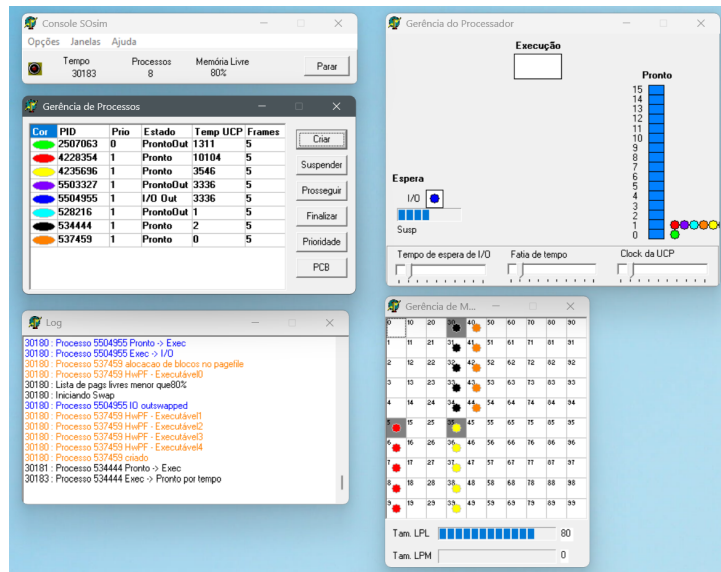 Console SOsim
Opções Janelas Ajuda
Tempo Processos Memória Livre
30183 8 80% Parar
Gerência de Processos
Cor PID Prio Estado Temp UCP Frames
2507063 0 ProntoOut 1311 5
4228354 1 Pronto 10104 5
4235696 1 Pronto 3546 5
5503327 1 ProntoOut 3336 5
5504955 1 I/O Out 3336 5
528216 1 ProntoOut 1 5
534444 1 Pronto 2 5
537459 1 Pronto 0 5
Criar
Suspender
Prosseguir
Finalizar
Prioridade
PCB
Log
30180 : Processo 5504955 Pronto -> Exec
30180 : Processo 5504955 Exec -> I/O
30180 : Processo 537459 alocacao de blocos no pagefile
30180 : Processo 537459 HwPF - Executável0
30180 : Lista de pags livres menor que80%
30180 : Iniciando Swap
30180 : Processo 5504955 IO outswapped
30180 : Processo 537459 HwPF - Executável1
30180 : Processo 537459 HwPF - Executável2
30180 : Processo 537459 HwPF - Executável3
30180 : Processo 537459 HwPF - Executável4
30180 : Processo 537459 criado
30181 : Processo 534444 Pronto -> Exec
30183 : Processo 534444 Exec -> Pronto por tempo
Gerência do Processador
Execução
Pronto
15
14
13
12
11
10
9
8
7
6
5
4
3
2
1
0
Espera
I/O
Susp
Tempo de espera de I/O Fatia de tempo Clock da UCP
Gerência de M...
0 10 20 30 40 50 60 70 80 90
1 11 21 31 41 51 61 71 81 91
2 12 22 32 42 52 62 72 82 92
3 13 23 33 43 53 63 73 83 93
4 14 24 34 44 54 64 74 84 94
5 15 25 35 45 55 65 75 85 95
6 16 26 36 46 56 66 76 86 96
7 17 27 37 47 57 67 77 87 97
8 18 28 38 48 58 68 78 88 98
9 19 29 39 49 59 69 79 89 99
Tam. LPL 80
Tam. LPM 0